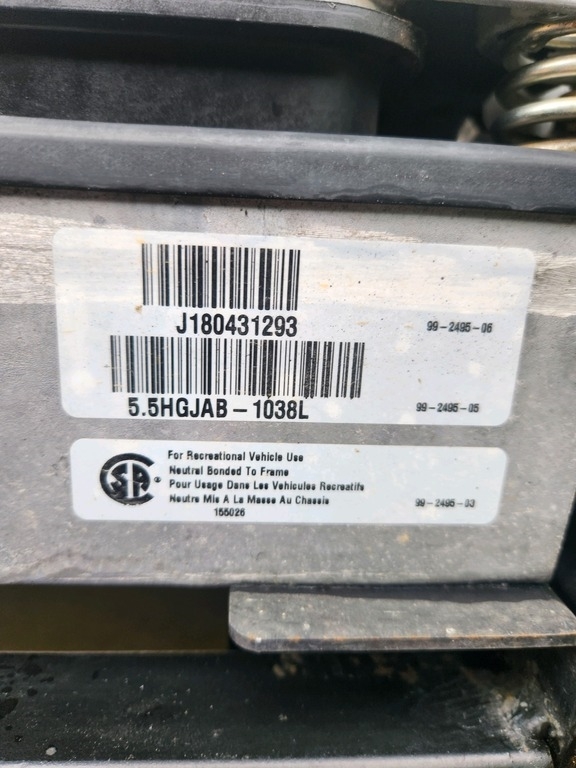 J180431293
99-2495-06
5.5HGJAB-1038L
99-2495-05
CSA
®
For Recreational Vehicle Use
Neutral Bonded To Frame
Pour Usage Dans Les Vehicules Recreatifs
Neutre Mis A La Masse Au Chassis
155026
99-2495-03